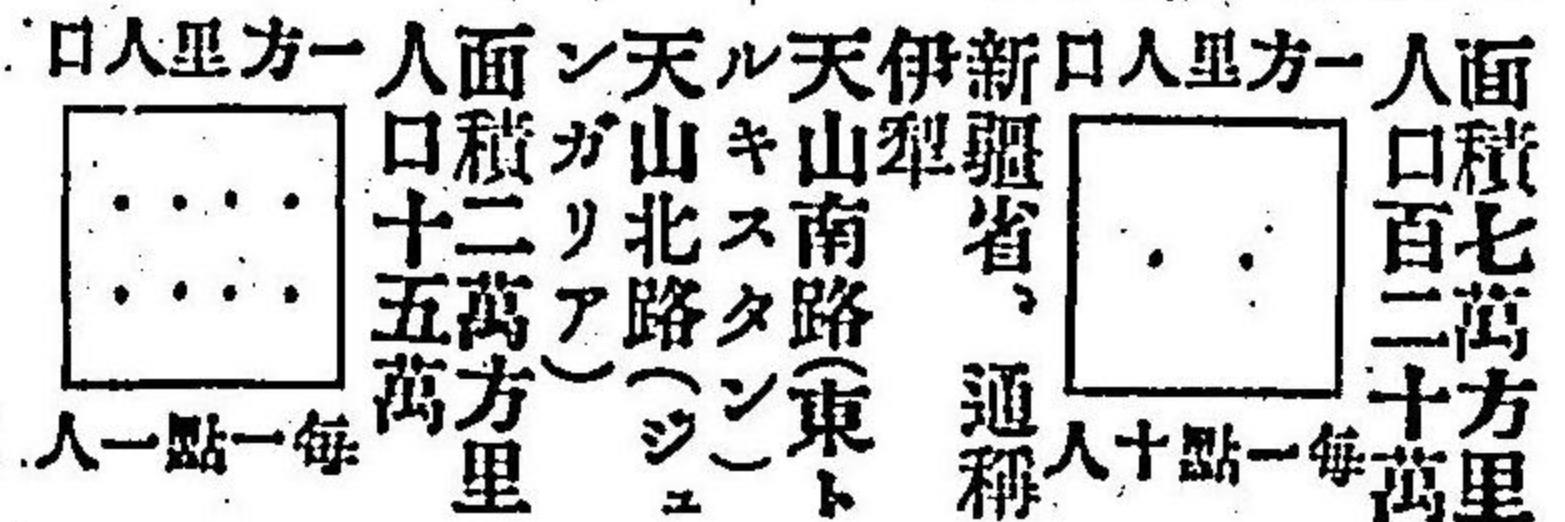 面積七萬方里
人口百二十萬
一方里人口
每一點十人
新疆省、通稱
伊犁
天山南路(東ト
ルキスタン)
天山北路(ジュ
ンガリア)
面積二萬方里
人口十五萬
一方里人口
每一點一人